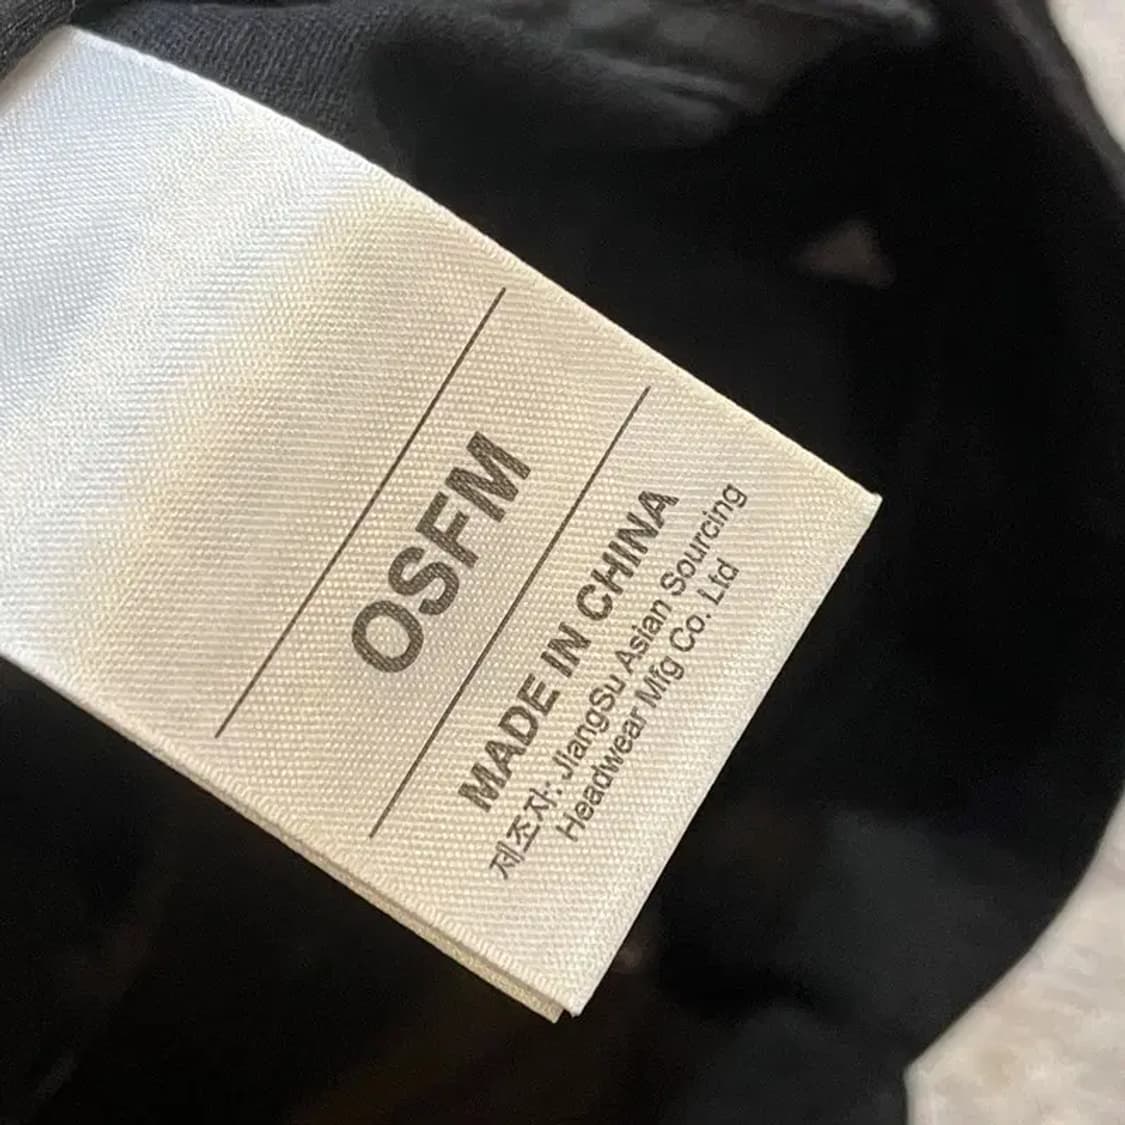 OSFM
MADE IN CHINA
제조자: JiangSu Asian Sourcing
Headwear Mfg Co. Ltd